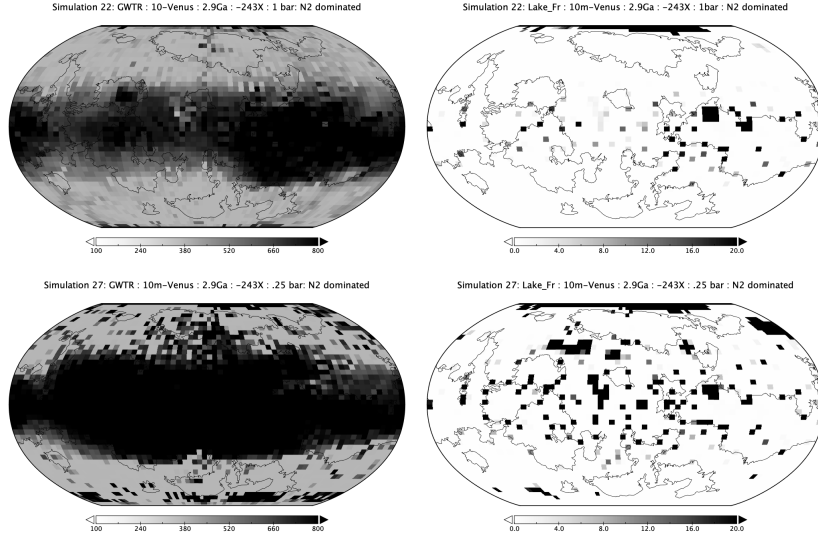 Simulation 22: GWTR : 10-Venus : 2.9Ga : -243X : 1 bar: N2 dominated
Simulation 22: Lake_Fr : 10m-Venus : 2.9Ga : -243X : 1bar : N2 dominated
100 240 380 520 660 800
0.0 4.0 8.0 12.0 16.0 20.0
Simulation 27: GWTR : 10m-Venus : 2.9Ga : -243X : .25 bar: N2 dominated
Simulation 27: Lake_Fr : 10m-Venus : 2.9Ga : -243X : .25 bar : N2 dominated
100 240 380 520 660 800
0.0 4.0 8.0 12.0 16.0 20.0